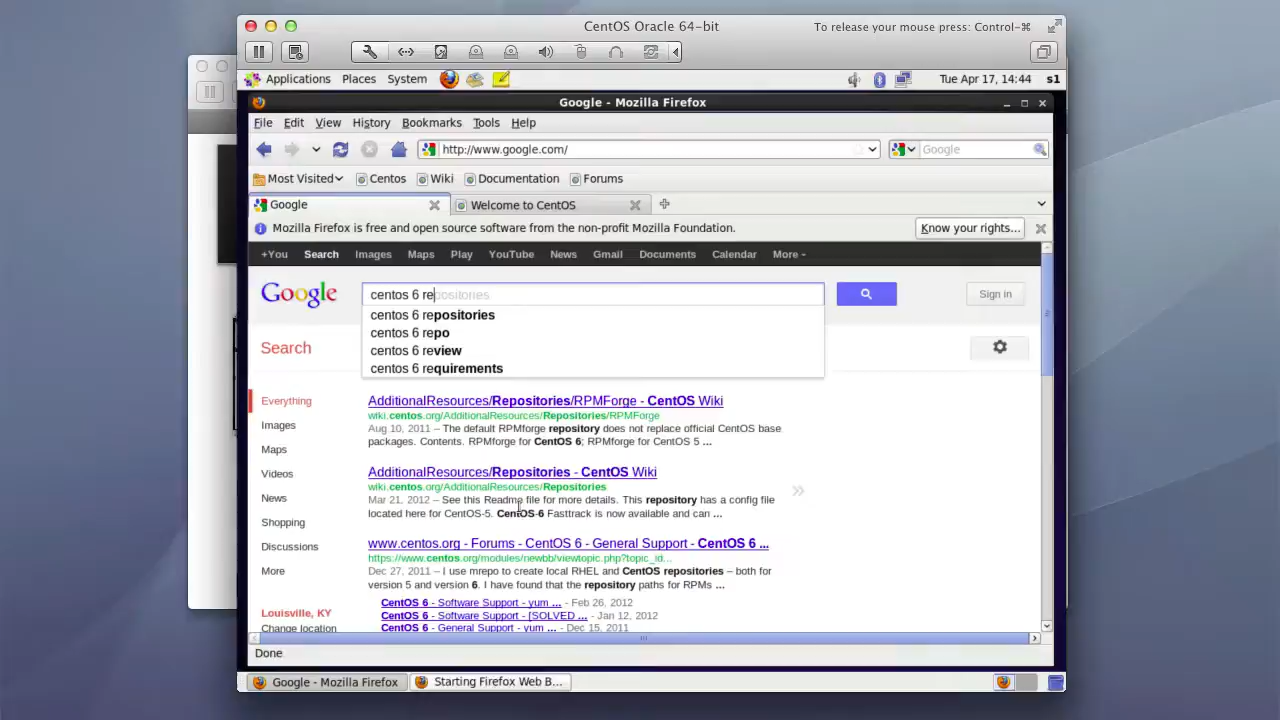 CentOS Oracle 64-bit
To release your mouse press: Control-⌘
Applications Places System
Tue Apr 17, 14:44 s1
Google - Mozilla Firefox
File Edit View History Bookmarks Tools Help
http://www.google.com/
Google
Most Visited Centos Wiki Documentation Forums
Google
Welcome to CentOS
Mozilla Firefox is free and open source software from the non-profit Mozilla Foundation.
Know your rights...
+You Search Images Maps Play YouTube News Gmail Documents Calendar More
Google
centos 6 repositories
Sign in
centos 6 repositories
centos 6 repo
centos 6 review
centos 6 requirements
Search
Everything
Images
Maps
Videos
News
Shopping
Discussions
More
Louisville, KY
Change location
AdditionalResources/Repositories/RPMForge - CentOS Wiki
wiki.centos.org/AdditionalResources/Repositories/RPMForge
Aug 10, 2011 – The default RPMforge repository does not replace official CentOS base
packages. Contents. RPMforge for CentOS 6; RPMforge for CentOS 5 ...
AdditionalResources/Repositories - CentOS Wiki
wiki.centos.org/AdditionalResources/Repositories
Mar 21, 2012 – See this Readme file for more details. This repository has a config file
located here for CentOS-5. CentOS-6 Fasttrack is now available and can ...
www.centos.org - Forums - CentOS 6 - General Support - CentOS 6 ...
https://www.centos.org/modules/newbb/viewtopic.php?topic_id...
Dec 27, 2011 – I use mrepo to create local RHEL and CentOS repositories – both for
version 5 and version 6. I have found that the repository paths for RPMs ...
CentOS 6 - Software Support - yum ... - Feb 26, 2012
CentOS 6 - Software Support - [SOLVED ... - Jan 12, 2012
CentOS 6 - General Support - yum ... - Dec 15, 2011
Done
Google - Mozilla Firefox
Starting Firefox Web B...